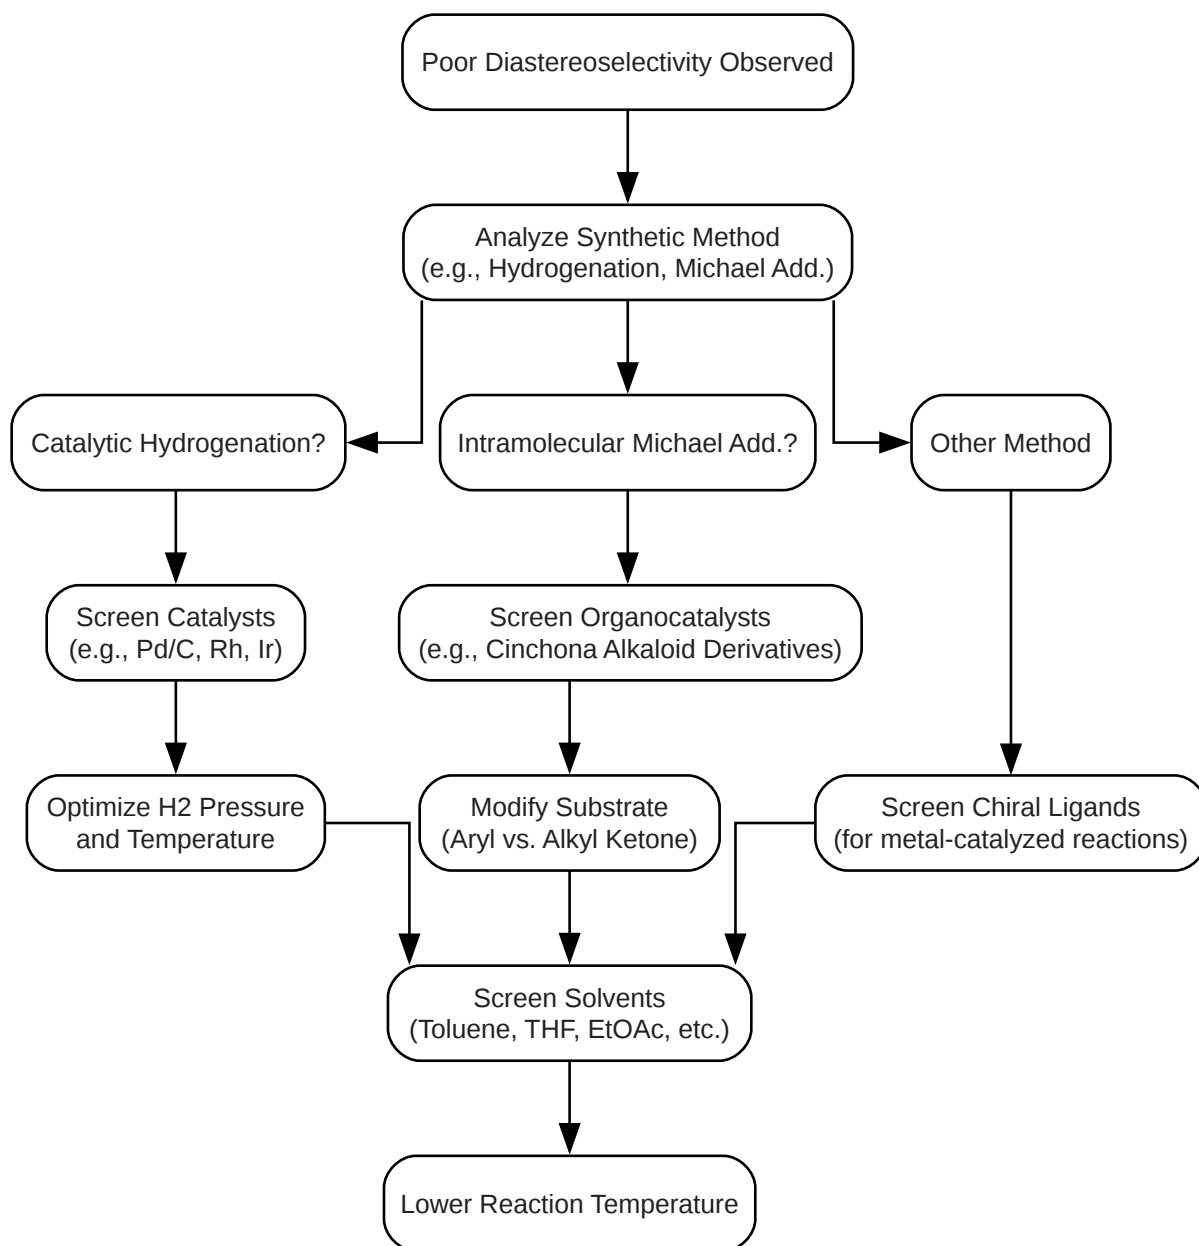 Poor Diastereoselectivity Observed
Analyze Synthetic Method
(e.g., Hydrogenation, Michael Add.)
Catalytic Hydrogenation?
Intramolecular Michael Add.?
Other Method
Screen Catalysts
(e.g., Pd/C, Rh, Ir)
Screen Organocatalysts
(e.g., Cinchona Alkaloid Derivatives)
Optimize H2 Pressure
and Temperature
Modify Substrate
(Aryl vs. Alkyl Ketone)
Screen Chiral Ligands
(for metal-catalyzed reactions)
Screen Solvents
(Toluene, THF, EtOAc, etc.)
Lower Reaction Temperature